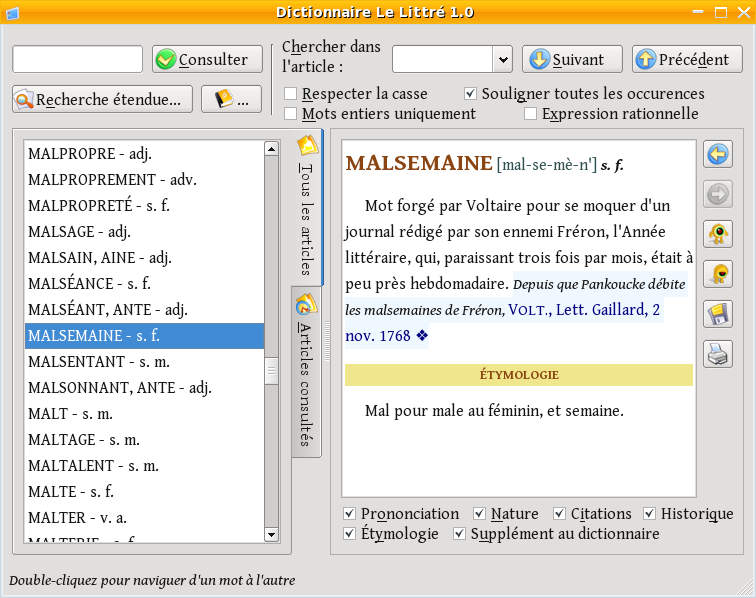 Dictionnaire Le Littré 1.0
Consulter
Chercher dans
l'article :
Suivant
Précédent
Recherche étendue...
...
Respecter la casse
Souligner toutes les occurences
Mots entiers uniquement
Expression rationnelle
MALPROPRE - adj.
MALPROPREMENT - adv.
MALPROPRETÉ - s. f.
MALSAGE - adj.
MALSAIN, AINE - adj.
MALSÉANCE - s. f.
MALSÉANT, ANTE - adj.
MALSEMAINE - s. f.
MALSENTANT - s. m.
MALSONNANT, ANTE - adj.
MALT - s. m.
MALTAGE - s. m.
MALTALENT - s. m.
MALTE - s. f.
MALTER - v. a.
MALTERIE - s. f.
Tous les articles
Articles consultés
MALSEMAINE [mal-se-mè-n'] s. f.
Mot forgé par Voltaire pour se moquer d'un
journal rédigé par son ennemi Fréron, l'Année
littéraire, qui, paraissant trois fois par mois, était à
peu près hebdomadaire. Depuis que Pankoucke débite
les malsemaines de Fréron, VOLT., Lett. Gaillard, 2
nov. 1768 ❖
ÉTYMOLOGIE
Mal pour male au féminin, et semaine.
Prononciation
Nature
Citations
Historique
Étymologie
Supplément au dictionnaire
Double-cliquez pour naviguer d'un mot à l'autre